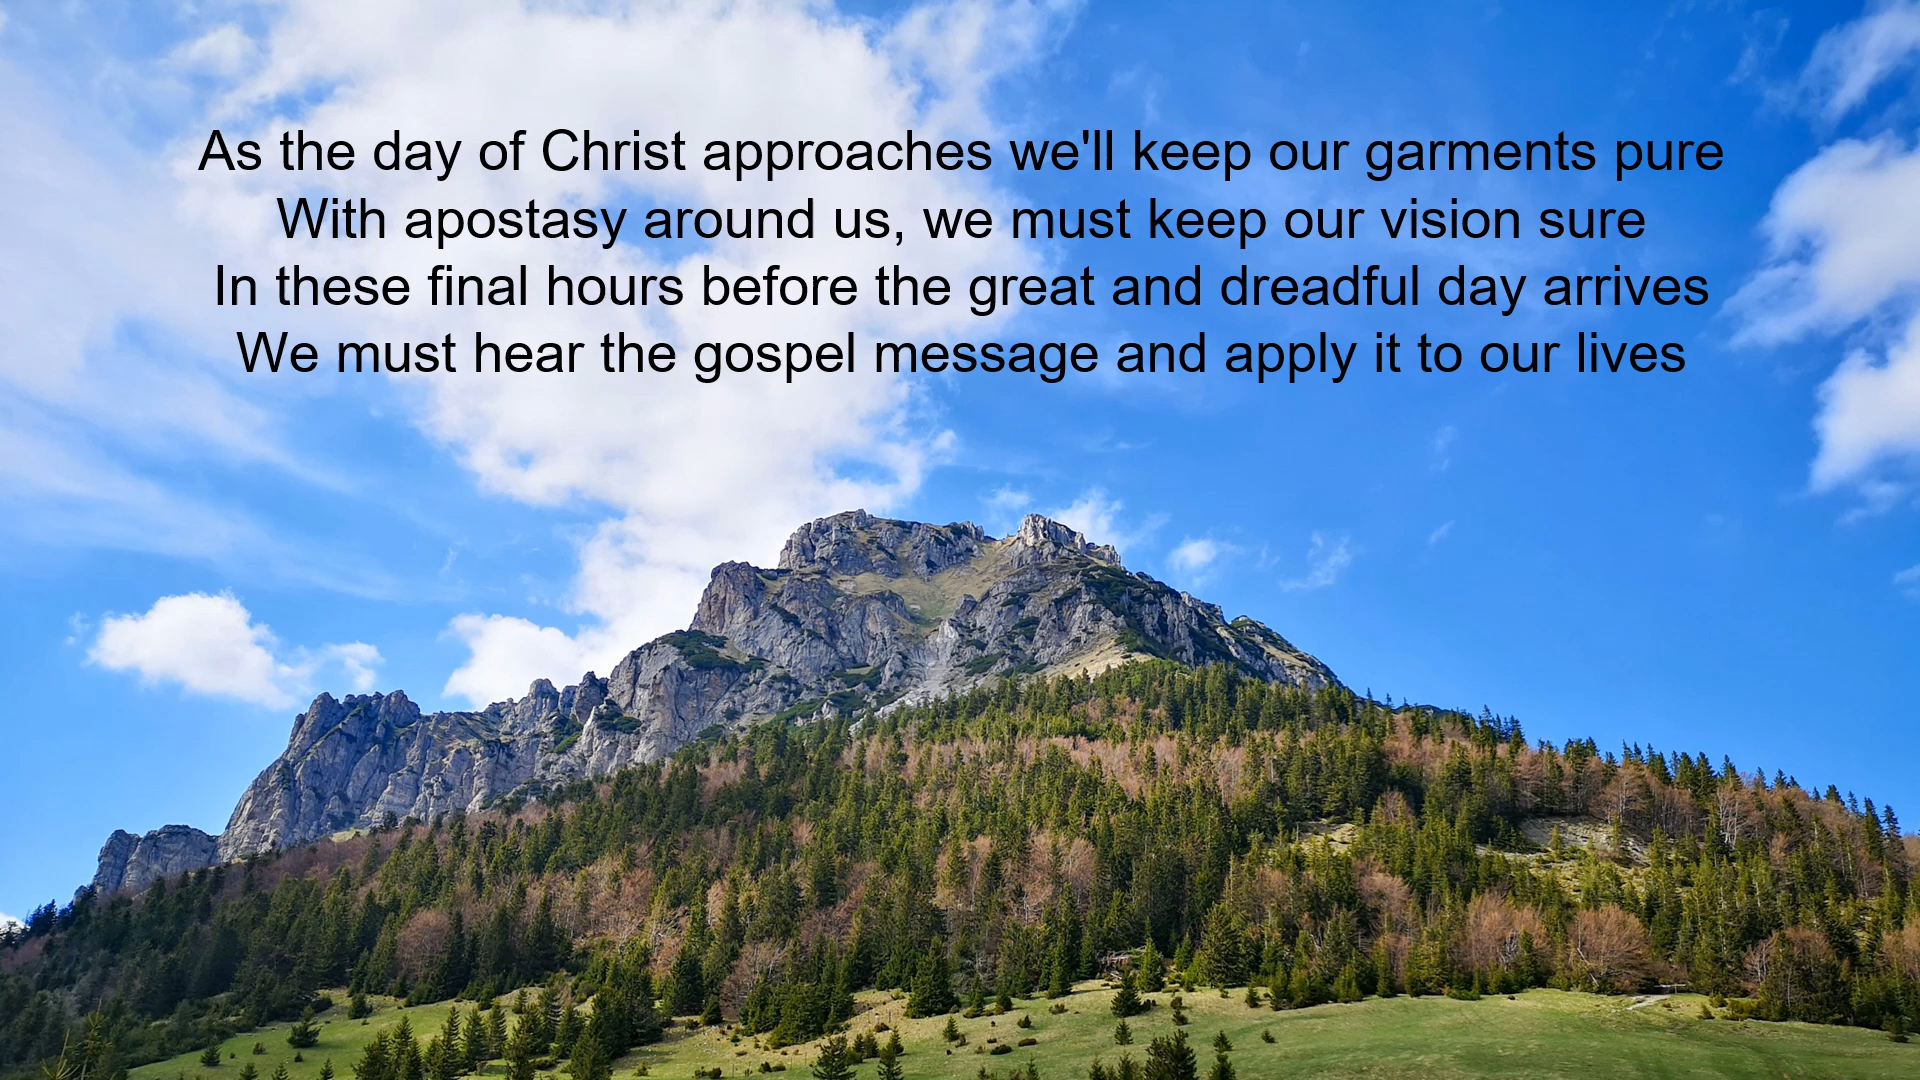 As the day of Christ approaches we'll keep our garments pure
With apostasy around us, we must keep our vision sure
In these final hours before the great and dreadful day arrives
We must hear the gospel message and apply it to our lives